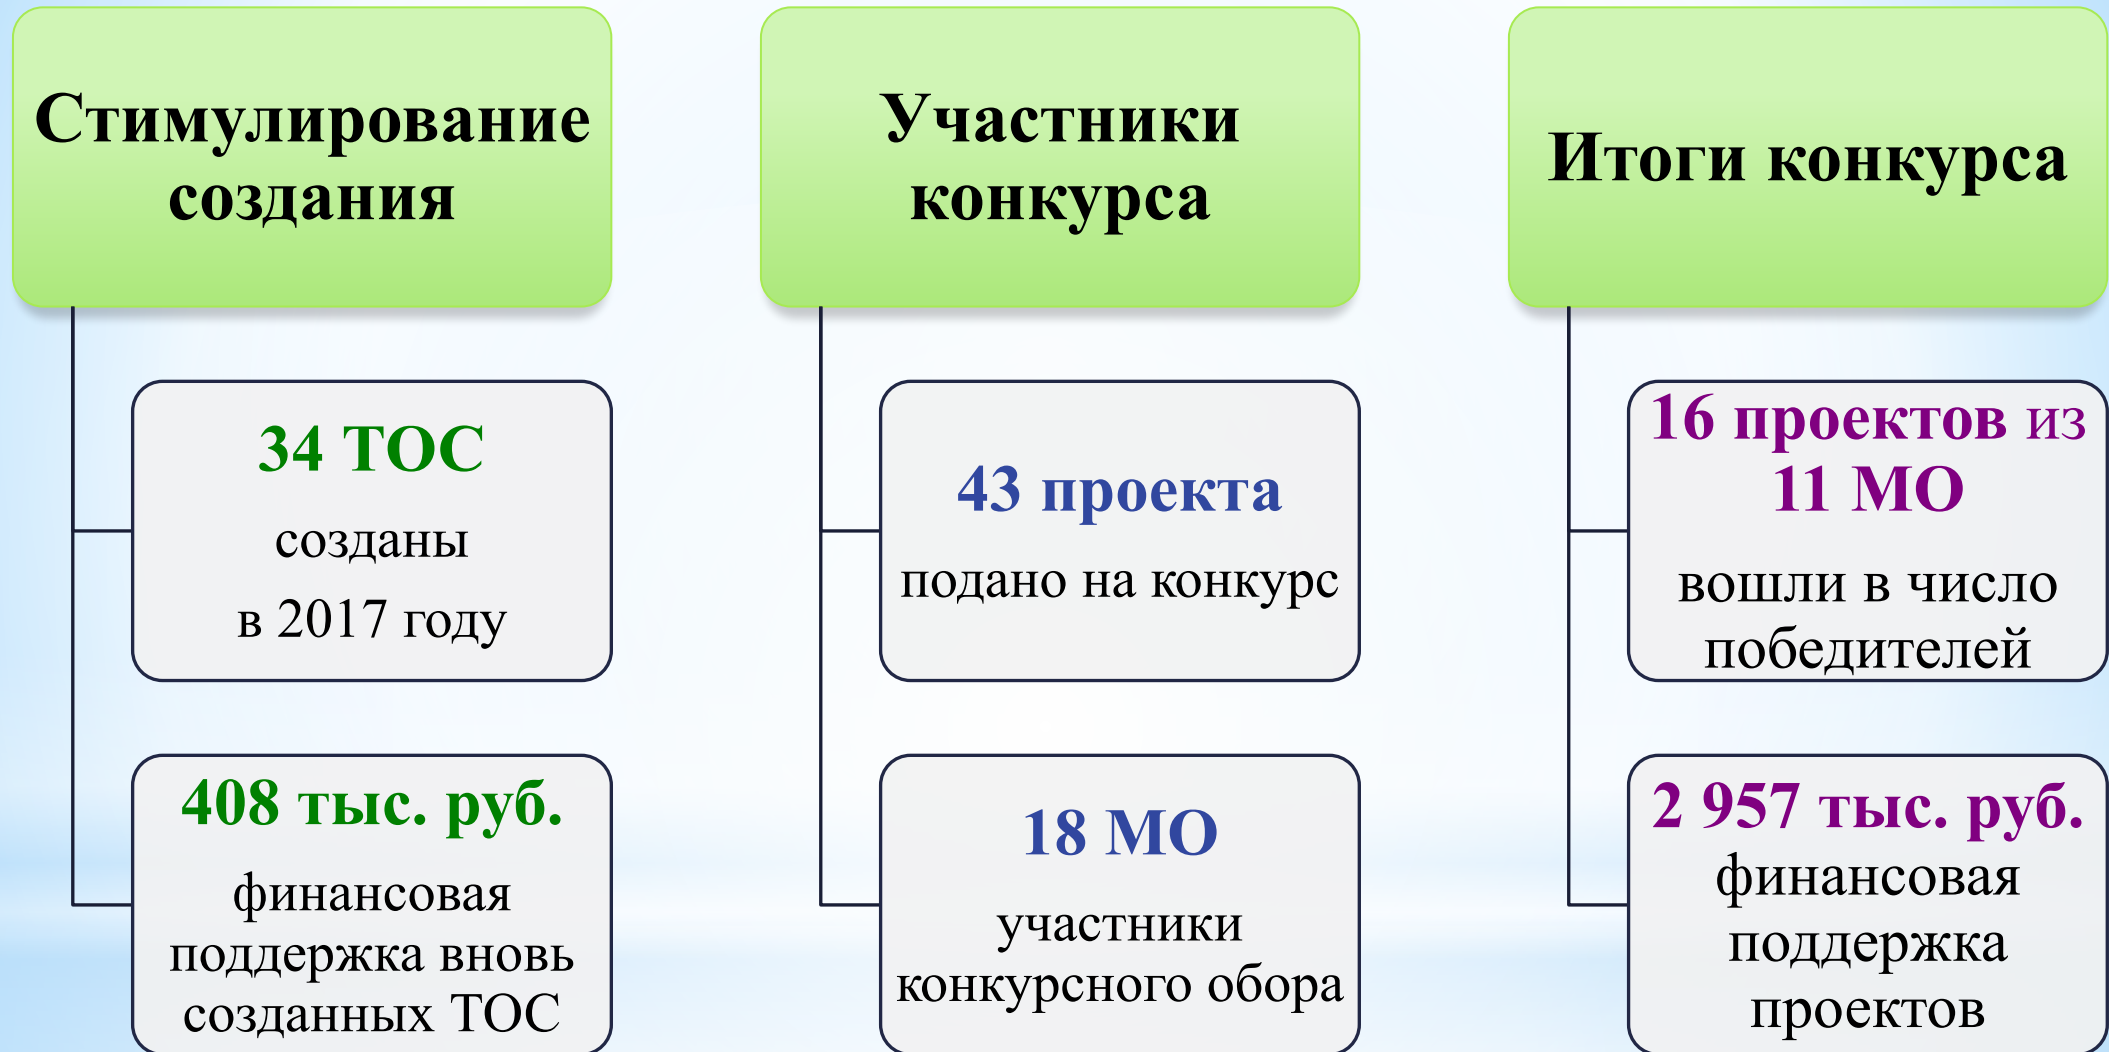 Стимулирование
создания
34 ТОС
созданы
в 2017 году
408 тыс. руб.
финансовая
поддержка вновь
созданных ТОС
Участники
конкурса
43 проекта
подано на конкурс
18 МО
участники
конкурсного обора
Итоги конкурса
16 проектов из
11 МО
вошли в число
победителей
2 957 тыс. руб.
финансовая
поддержка
проектов